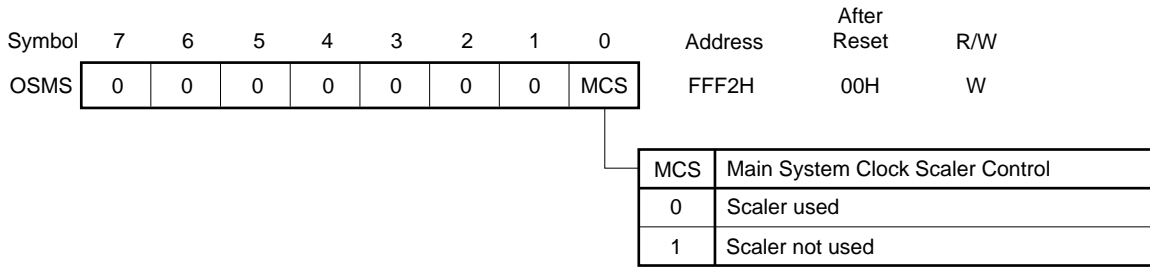 After
Symbol 7 6 5 4 3 2 1 0 Address Reset R/W
OSMS 0 0 0 0 0 0 0 MCS FFF2H 00H W
MCS Main System Clock Scaler Control
0 Scaler used
1 Scaler not used